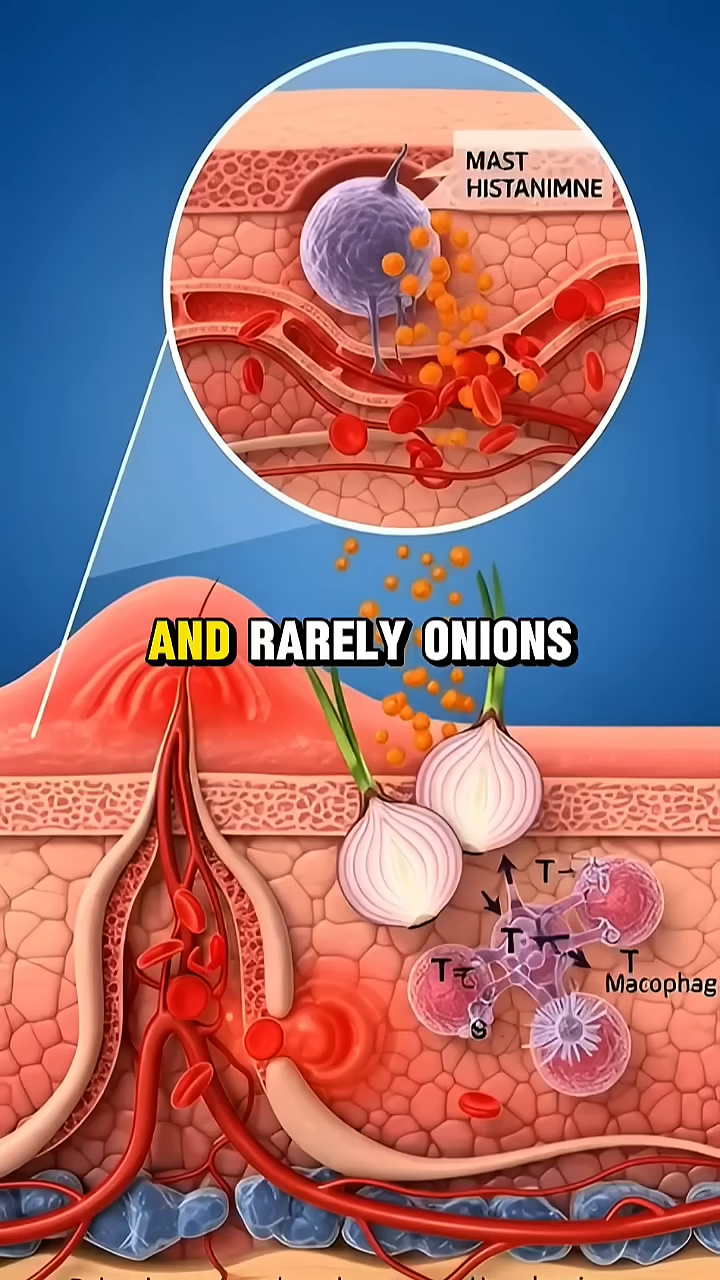 MAST
HISTANIMNE
AND RARELY ONIONS
T
T
T
T
Macophag